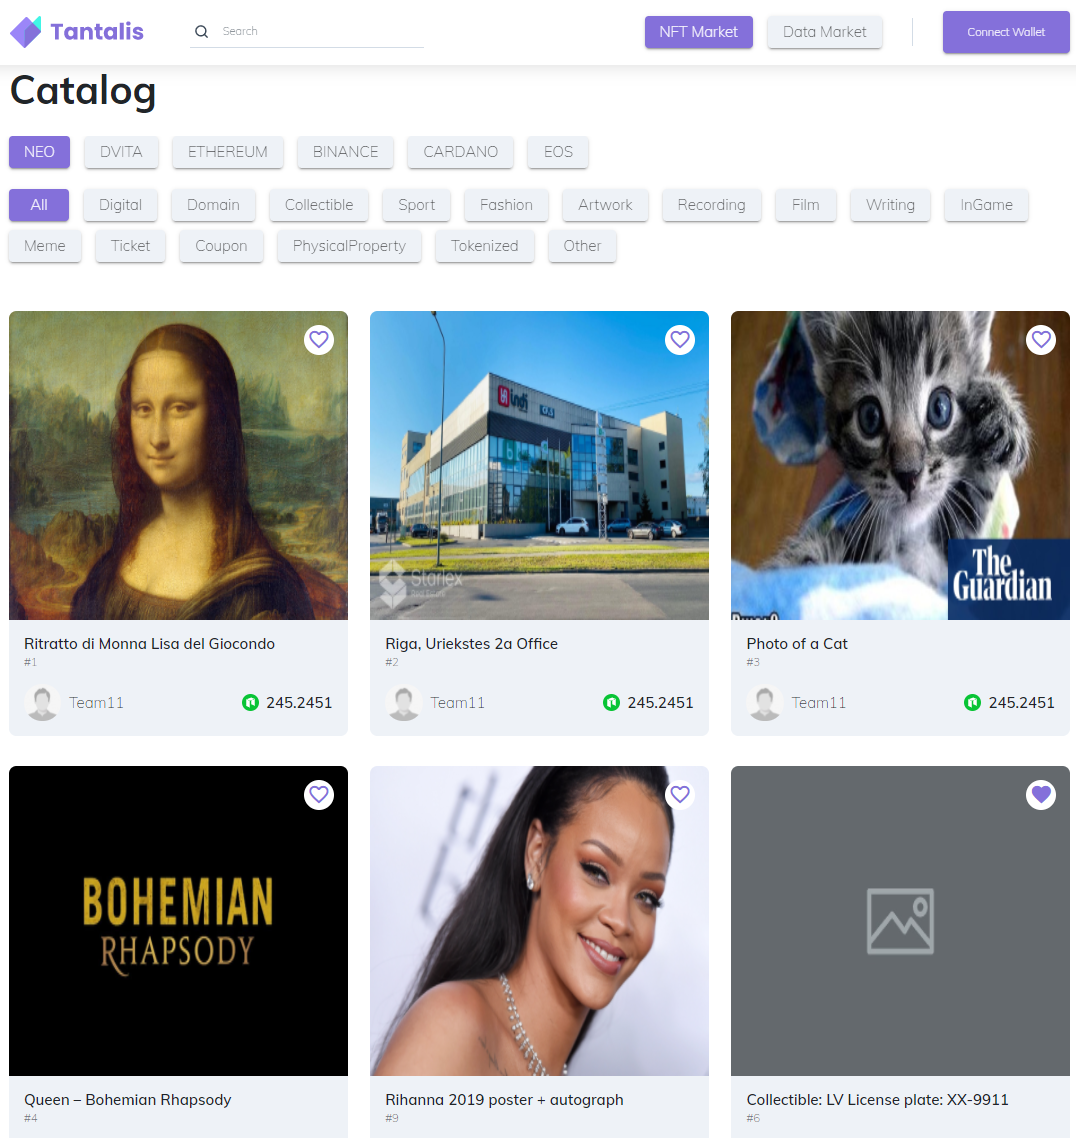 Tantalis
Search
NFT Market
Data Market
Connect Wallet
Catalog
NEO
DVITA
ETHEREUM
BINANCE
CARDANO
EOS
All
Digital
Domain
Collectible
Sport
Fashion
Artwork
Recording
Film
Writing
InGame
Meme
Ticket
Coupon
PhysicalProperty
Tokenized
Other
indi
Starlex
Real Estate
The
Guardian
Ritratto di Monna Lisa del Giocondo
#1
Team11
245.2451
Riga, Uriekstes 2a Office
#2
Team11
245.2451
Photo of a Cat
#3
Team11
245.2451
BOHEMIAN
RHAPSODY
Queen – Bohemian Rhapsody
#4
Rihanna 2019 poster + autograph
#9
Collectible: LV License plate: XX-9911
#6